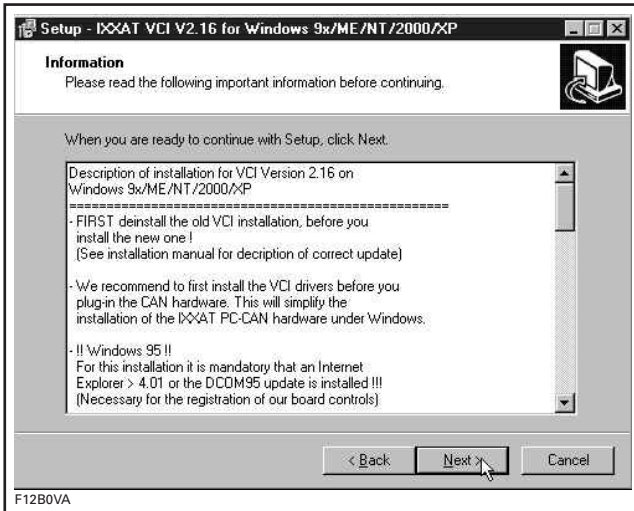 Setup - IXXAT VCI V2.16 for Windows 9x/ME/NT/2000/XP
Information
Please read the following important information before continuing.
When you are ready to continue with Setup, click Next.
Description of installation for VCI Version 2.16 on
Windows 9x/ME/NT/2000/XP
===================================================
- FIRST deinstall the old VCI installation, before you
install the new one !
(See installation manual for decription of correct update)
- We recommend to first install the VCI drivers before you
plug-in the CAN hardware. This will simplify the
installation of the IXXAT PC-CAN hardware under Windows.
- !! Windows 95 !!
For this installation it is mandatory that an Internet
Explorer > 4.01 or the DCOM95 update is installed !!!
(Necessary for the registration of our board controls)
< Back Next > Cancel
F12B0VA